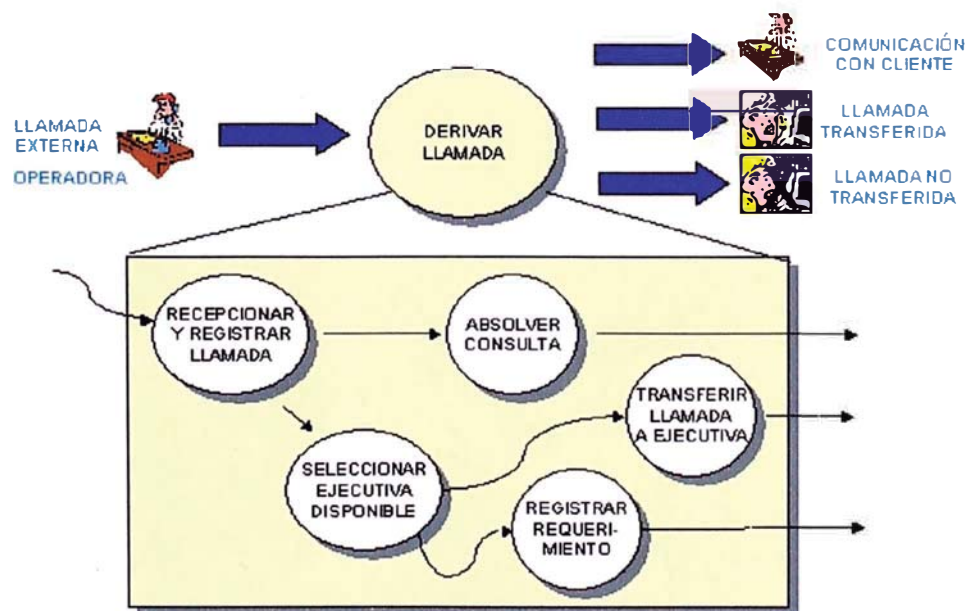 COMUNICACIÓN
CON CLIENTE
LLAMADA
EXTERNA
OPERADORA
DERIVAR
LLAMADA
LLAMADA
TRANSFERIDA
LLAMADA NO
TRANSFERIDA
RECEPCIONAR
Y REGISTRAR
LLAMADA
ABSOLVER
CONSULTA
TRANSFERIR
LLAMADA
A EJECUTIVA
SELECCIONAR
EJECUTIVA
DISPONIBLE
REGISTRAR
REQUERI-
MIENTO